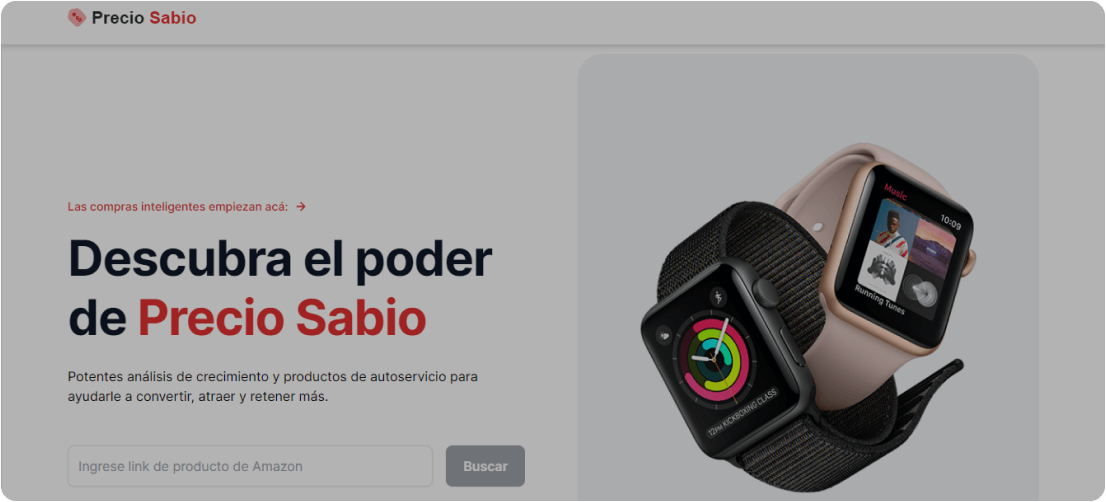 Precio Sabio
Las compras inteligentes empiezan acá: →
Descubra el poder
de Precio Sabio
Potentes análisis de crecimiento y productos de autoservicio para
ayudarle a convertir, atraer y retener más.
Ingrese link de producto de Amazon
Buscar
Music
10:09
Running Tunes
12PM KICKBOXING CLASS